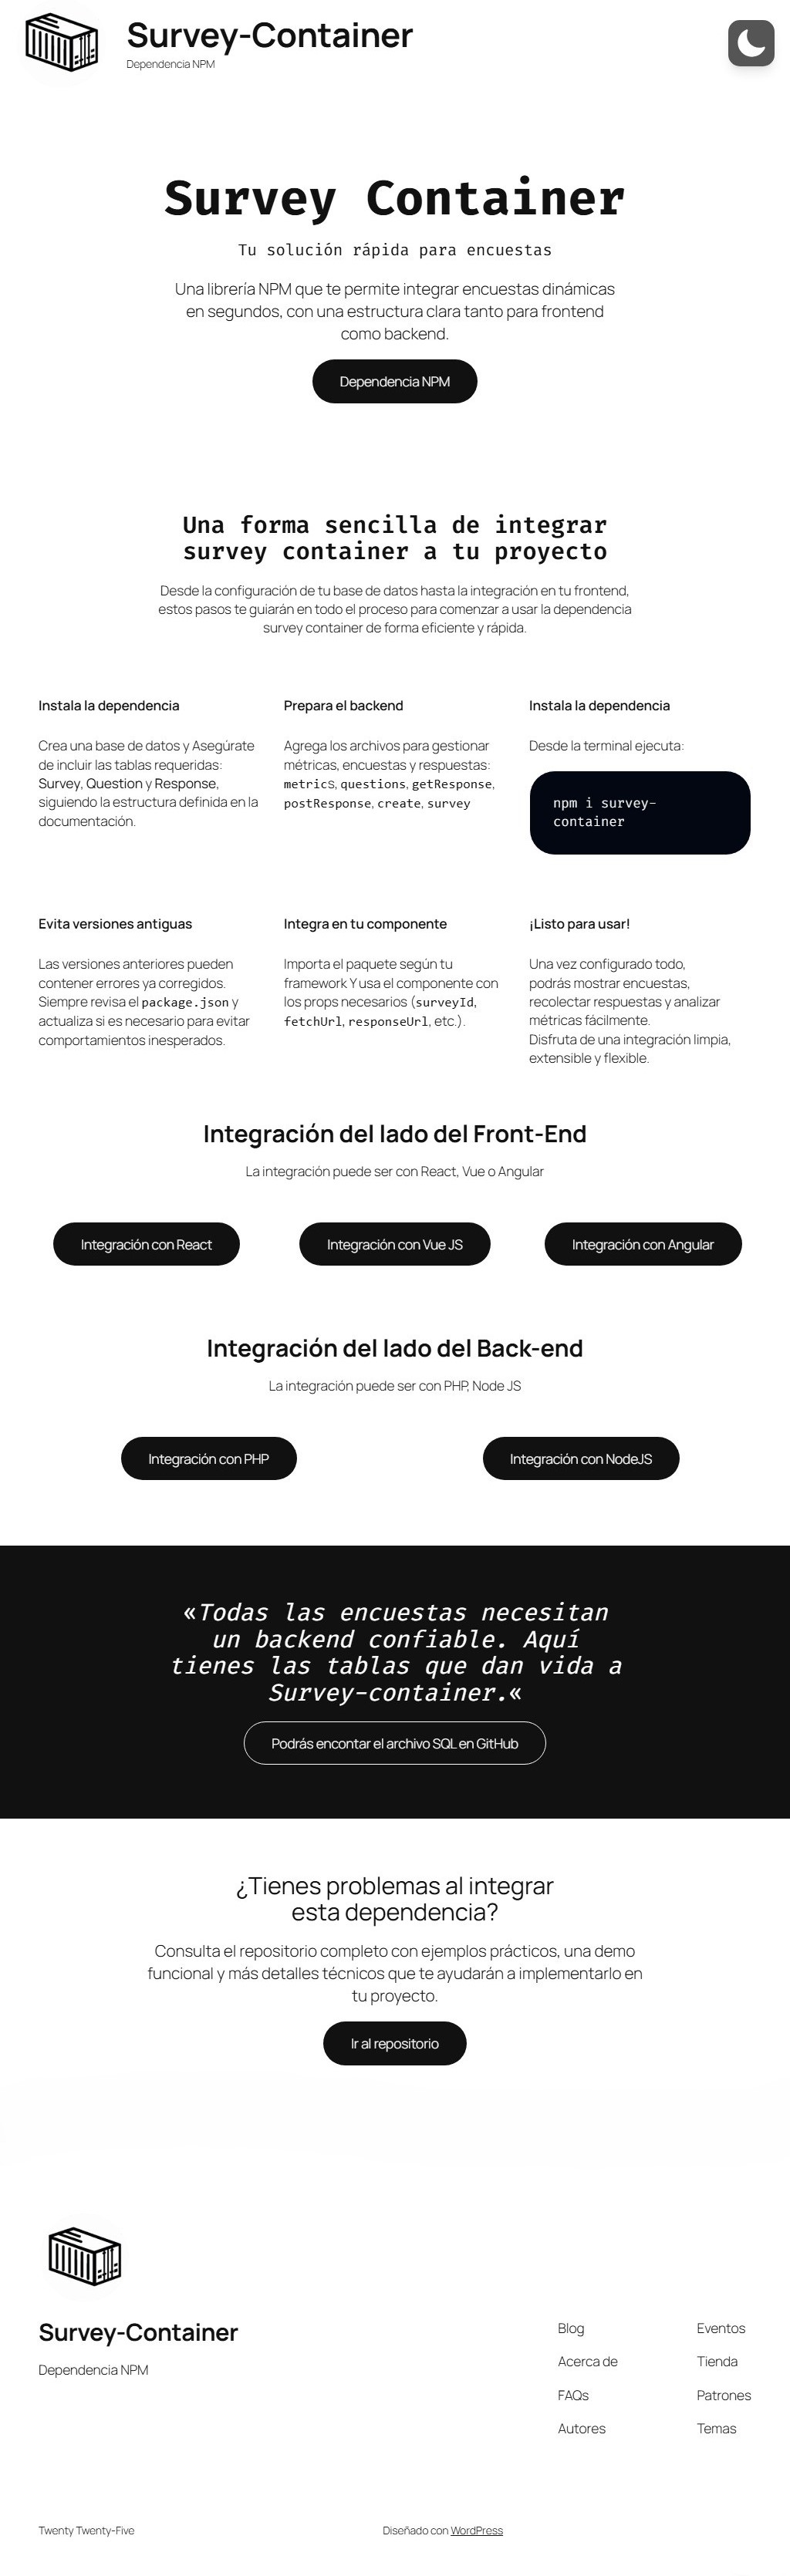 Survey-Container
Dependencia NPM
Survey Container
Tu solución rápida para encuestas
Una librería NPM que te permite integrar encuestas dinámicas
en segundos, con una estructura clara tanto para frontend
como backend.
Dependencia NPM
Una forma sencilla de integrar
survey container a tu proyecto
Desde la configuración de tu base de datos hasta la integración en tu frontend,
estos pasos te guiarán en todo el proceso para comenzar a usar la dependencia
survey container de forma eficiente y rápida.
Instala la dependencia
Crea una base de datos y Asegúrate
de incluir las tablas requeridas:
Survey, Question y Response,
siguiendo la estructura definida en la
documentación.
Prepara el backend
Agrega los archivos para gestionar
métricas, encuestas y respuestas:
metrics, questions, getResponse,
postResponse, create, survey
Instala la dependencia
Desde la terminal ejecuta:
npm i survey-
container
Evita versiones antiguas
Las versiones anteriores pueden
contener errores ya corregidos.
Siempre revisa el package.json y
actualiza si es necesario para evitar
comportamientos inesperados.
Integra en tu componente
Importa el paquete según tu
framework Y usa el componente con
los props necesarios (surveyId,
fetchUrl, responseUrl, etc.).
¡Listo para usar!
Una vez configurado todo,
podrás mostrar encuestas,
recolectar respuestas y analizar
métricas fácilmente.
Disfruta de una integración limpia,
extensible y flexible.
Integración del lado del Front-End
La integración puede ser con React, Vue o Angular
Integración con React
Integración con Vue JS
Integración con Angular
Integración del lado del Back-end
La integración puede ser con PHP, Node JS
Integración con PHP
Integración con NodeJS
«Todas las encuestas necesitan
un backend confiable. Aquí
tienes las tablas que dan vida a
Survey-container.«
Podrás encontar el archivo SQL en GitHub
¿Tienes problemas al integrar
esta dependencia?
Consulta el repositorio completo con ejemplos prácticos, una demo
funcional y más detalles técnicos que te ayudarán a implementarlo en
tu proyecto.
Ir al repositorio
Survey-Container
Dependencia NPM
Blog
Acerca de
FAQs
Autores
Eventos
Tienda
Patrones
Temas
Twenty Twenty-Five
Diseñado con WordPress